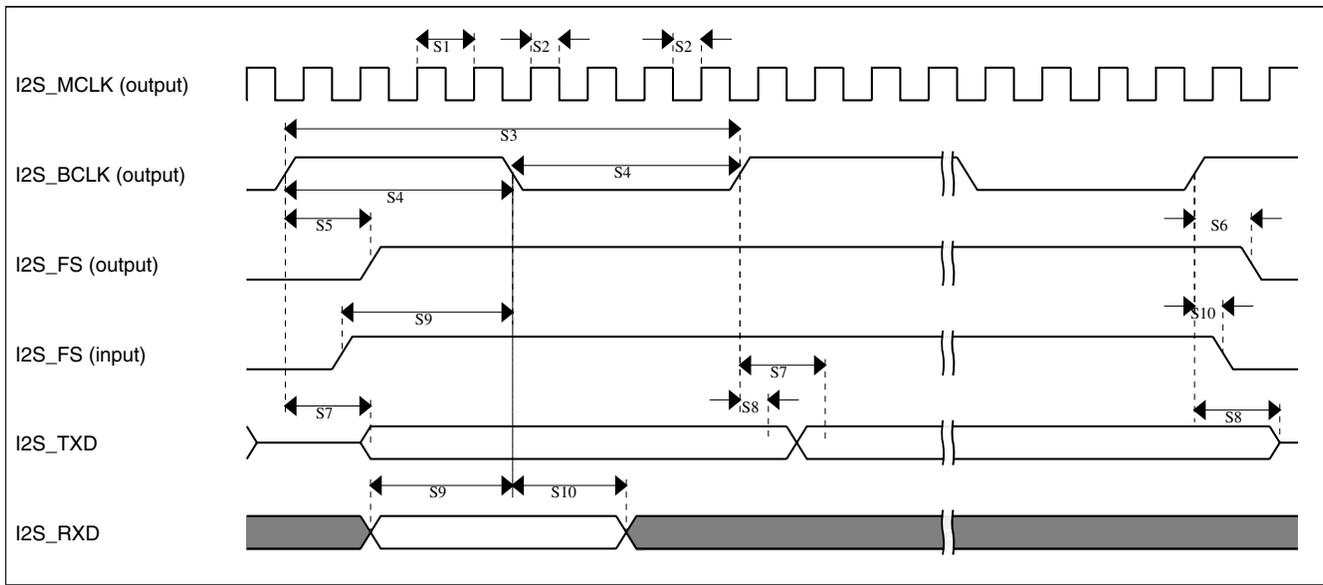 S1 S2 S2
I2S_MCLK (output)
S3
I2S_BCLK (output)
S4
S4
S5 S6
I2S_FS (output)
S9 S10
I2S_FS (input)
S7
S7 S8 S8
I2S_TXD
S9 S10
I2S_RXD